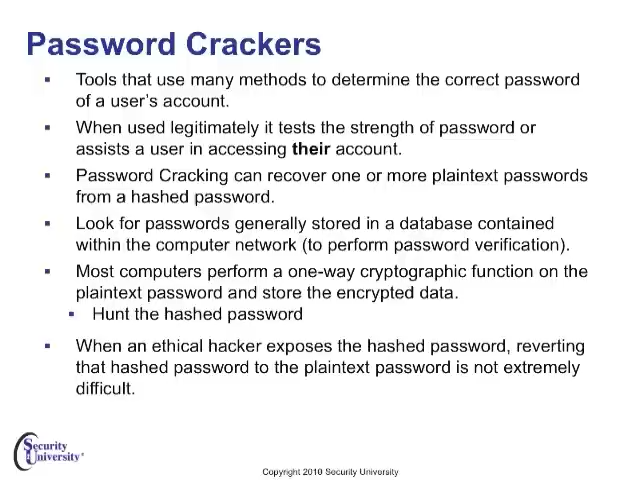 Password Crackers
▪ Tools that use many methods to determine the correct password
of a user's account.
▪ When used legitimately it tests the strength of password or
assists a user in accessing their account.
▪ Password Cracking can recover one or more plaintext passwords
from a hashed password.
▪ Look for passwords generally stored in a database contained
within the computer network (to perform password verification).
▪ Most computers perform a one-way cryptographic function on the
plaintext password and store the encrypted data.
▪ Hunt the hashed password
▪ When an ethical hacker exposes the hashed password, reverting
that hashed password to the plaintext password is not extremely
difficult.
Security
University
Copyright 2010 Security University